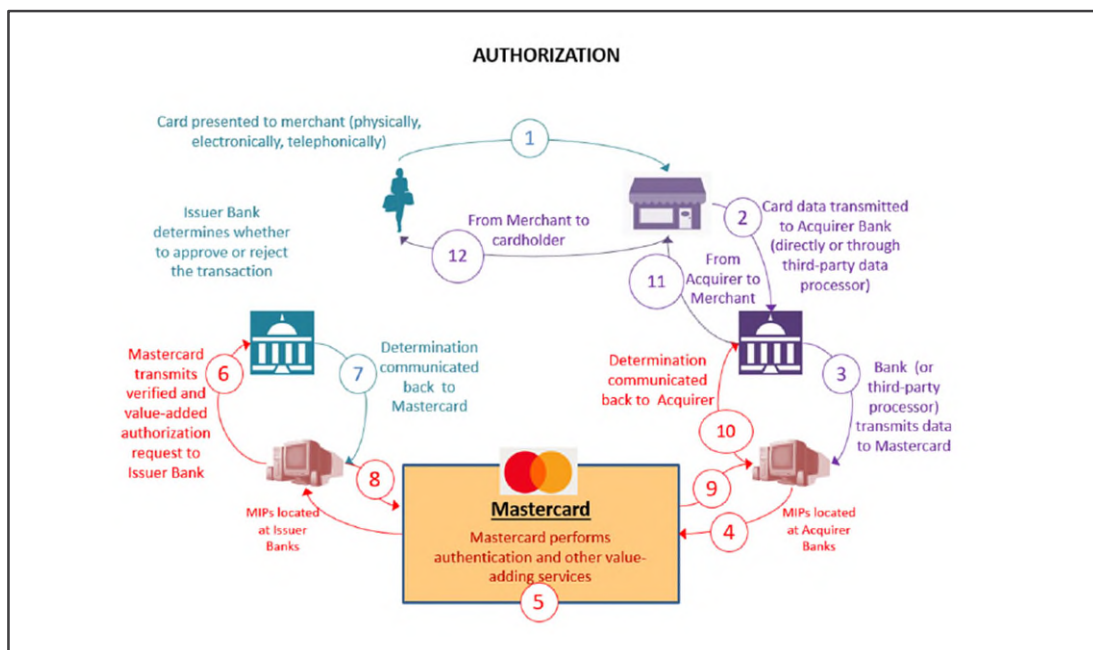 AUTHORIZATION
Card presented to merchant (physically,
electronically, telephonically)
1
Issuer Bank
determines whether
to approve or reject
the transaction
From Merchant to
cardholder
12
2
Card data transmitted
to Acquirer Bank
(directly or through
third-party data
processor)
From
Acquirer to
Merchant
11
Mastercard
transmits
verified and
value-added
authorization
request to
Issuer Bank
6
7
Determination
communicated
back to
Mastercard
Determination
communicated
back to Acquirer
10
3
Bank (or
third-party
processor)
transmits data
to Mastercard
MIPs located
at Issuer
Banks
8
Mastercard
Mastercard performs
authentication and other value-
adding services
5
9
4
MIPs located
at Acquirer
Banks